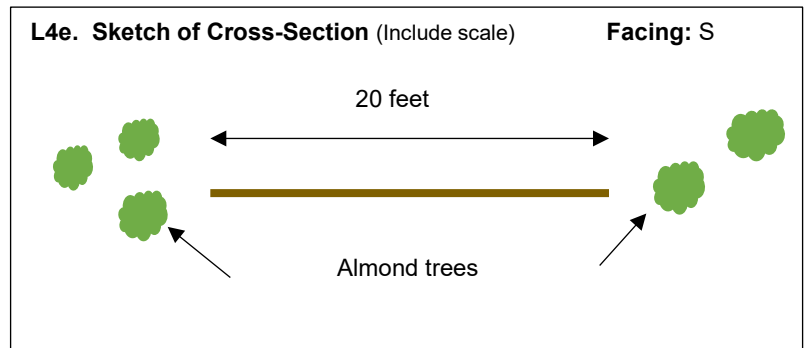 L4e. Sketch of Cross-Section (Include scale) Facing: S
20 feet
Almond trees